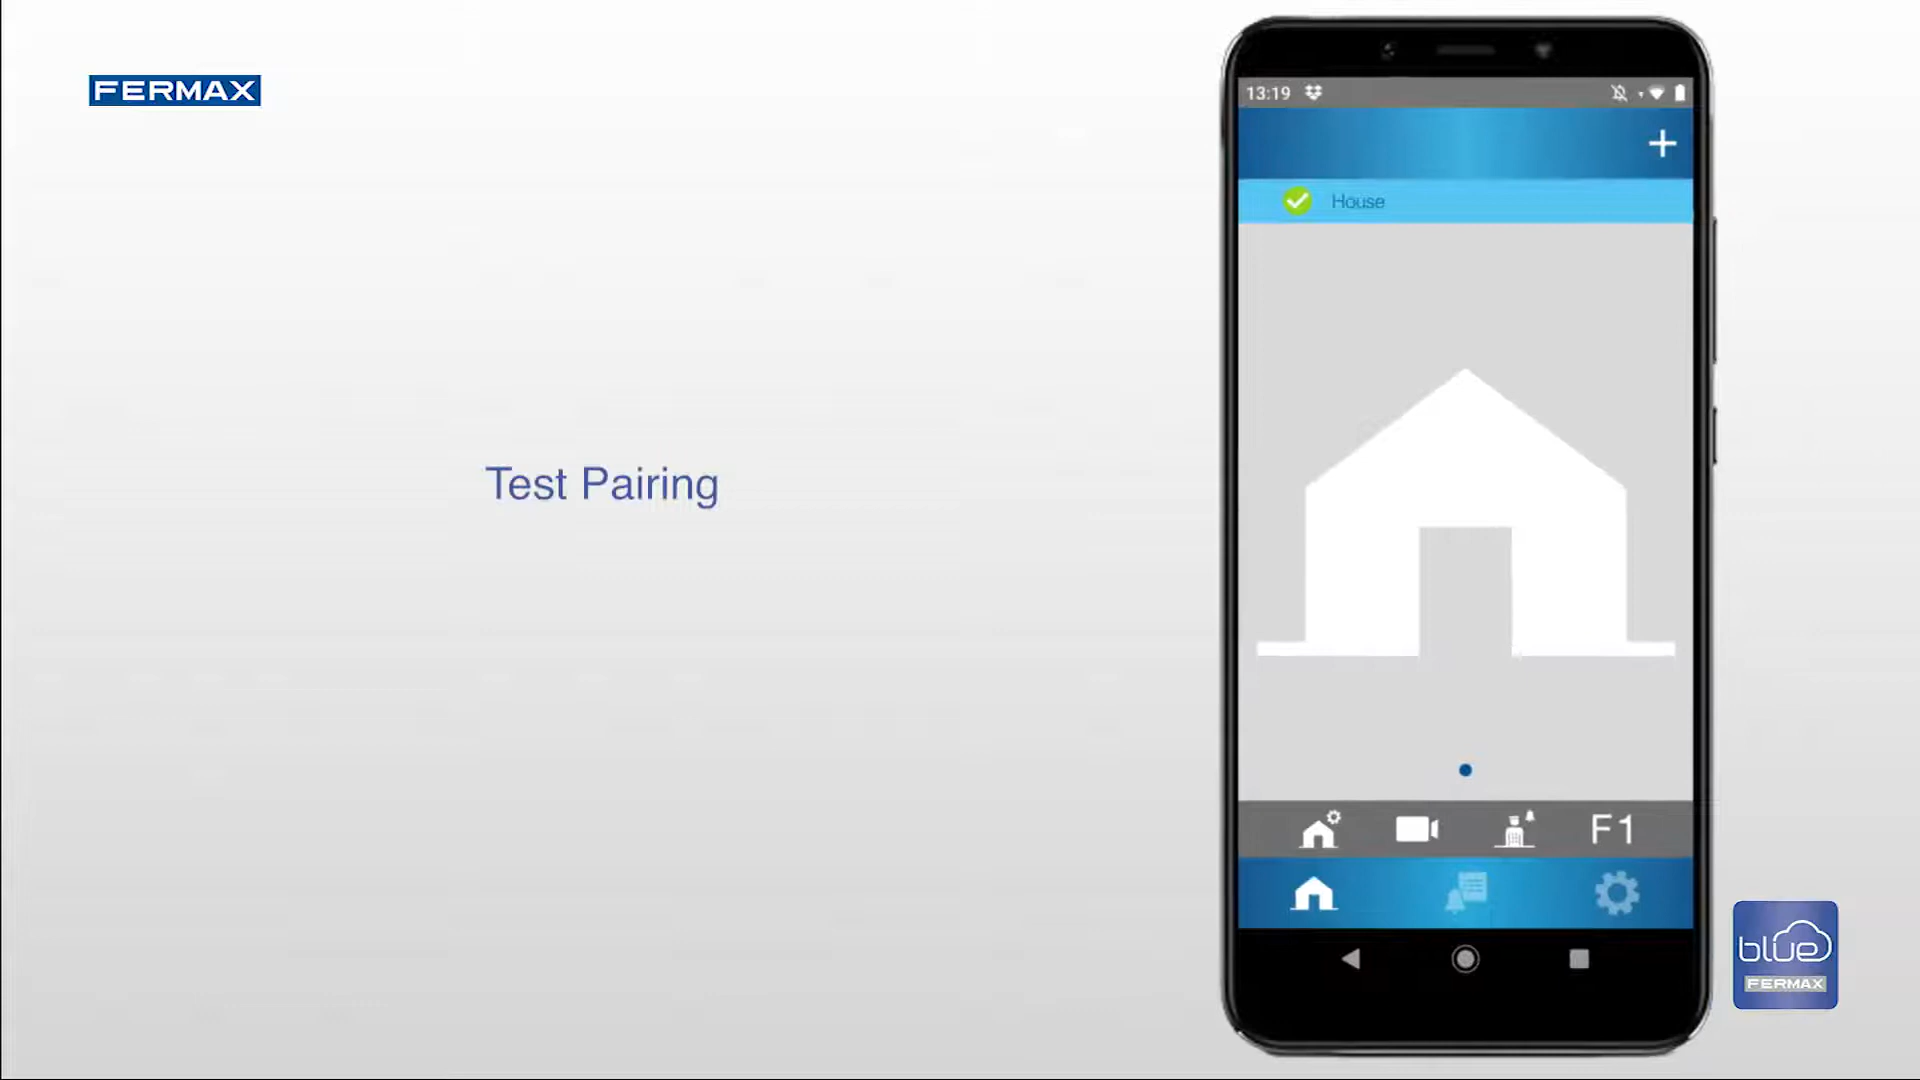 FERMAX
Test Pairing
13:19
House
F1
blue
FERMAX